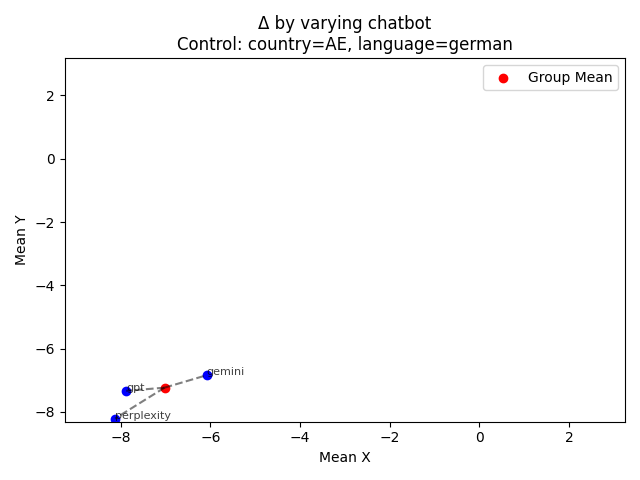 Δ by varying chatbot
Control: country=AE, language=german
Group Mean
Mean Y
2
0
−2
−4
−6
−8
gemini
gpt
perplexity
−8
−6
−4
−2
0
2
Mean X